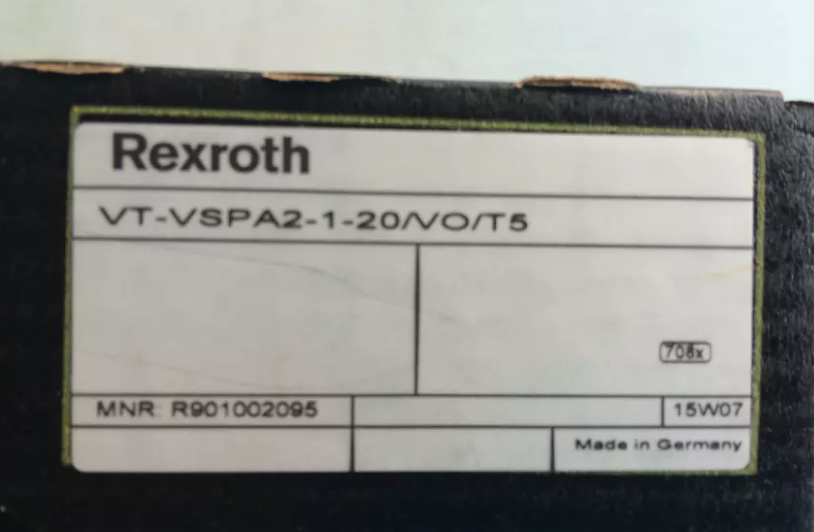 Rexroth
VT-VSPA2-1-20/VO/T5
708x
MNR: R901002095
15W07
Made in Germany